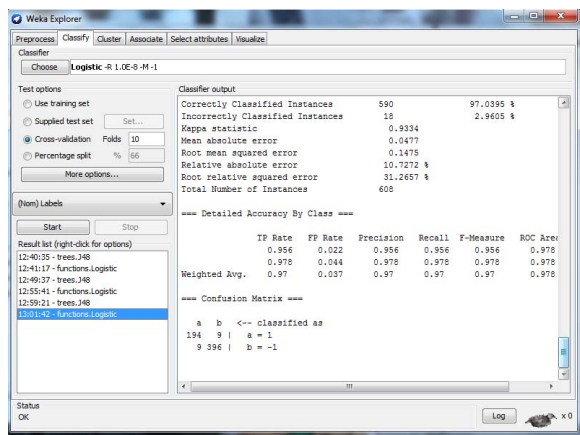 Weka Explorer
Preprocess Classify Cluster Associate Select attributes Visualize
Classifier
Choose Logistic -R 1.0E-8 -M -1
Test options
Use training set
Supplied test set Set...
Cross-validation Folds 10
Percentage split % 66
More options...
(Nom) Labels
Start Stop
Result list (right-click for options)
12:40:35 - trees.J48
12:41:17 - functions.Logistic
12:49:37 - trees.J48
12:55:41 - functions.Logistic
12:59:21 - trees.J48
13:01:42 - functions.Logistic
Classifier output
Correctly Classified Instances 590 97.0395 %
Incorrectly Classified Instances 18 2.9605 %
Kappa statistic 0.9334
Mean absolute error 0.0477
Root mean squared error 0.1475
Relative absolute error 10.7272 %
Root relative squared error 31.2657 %
Total Number of Instances 608
=== Detailed Accuracy By Class ===
TP Rate FP Rate Precision Recall F-Measure ROC Area
0.956 0.022 0.956 0.956 0.956 0.978
0.978 0.044 0.978 0.978 0.978 0.978
Weighted Avg. 0.97 0.037 0.97 0.97 0.97 0.978
=== Confusion Matrix ===
a b <-- classified as
194 9 | a = 1
9 396 | b = -1
Status
OK
Log x 0